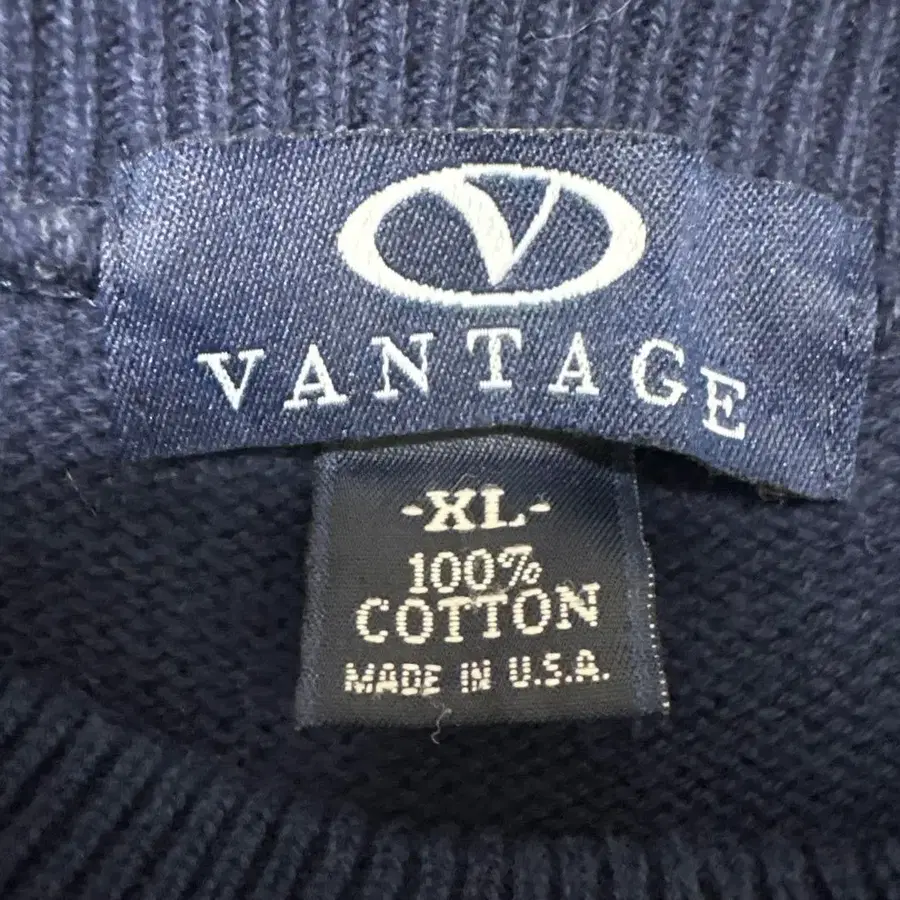 V
VANTAGE
-XL-
100%
COTTON
MADE IN U.S.A.